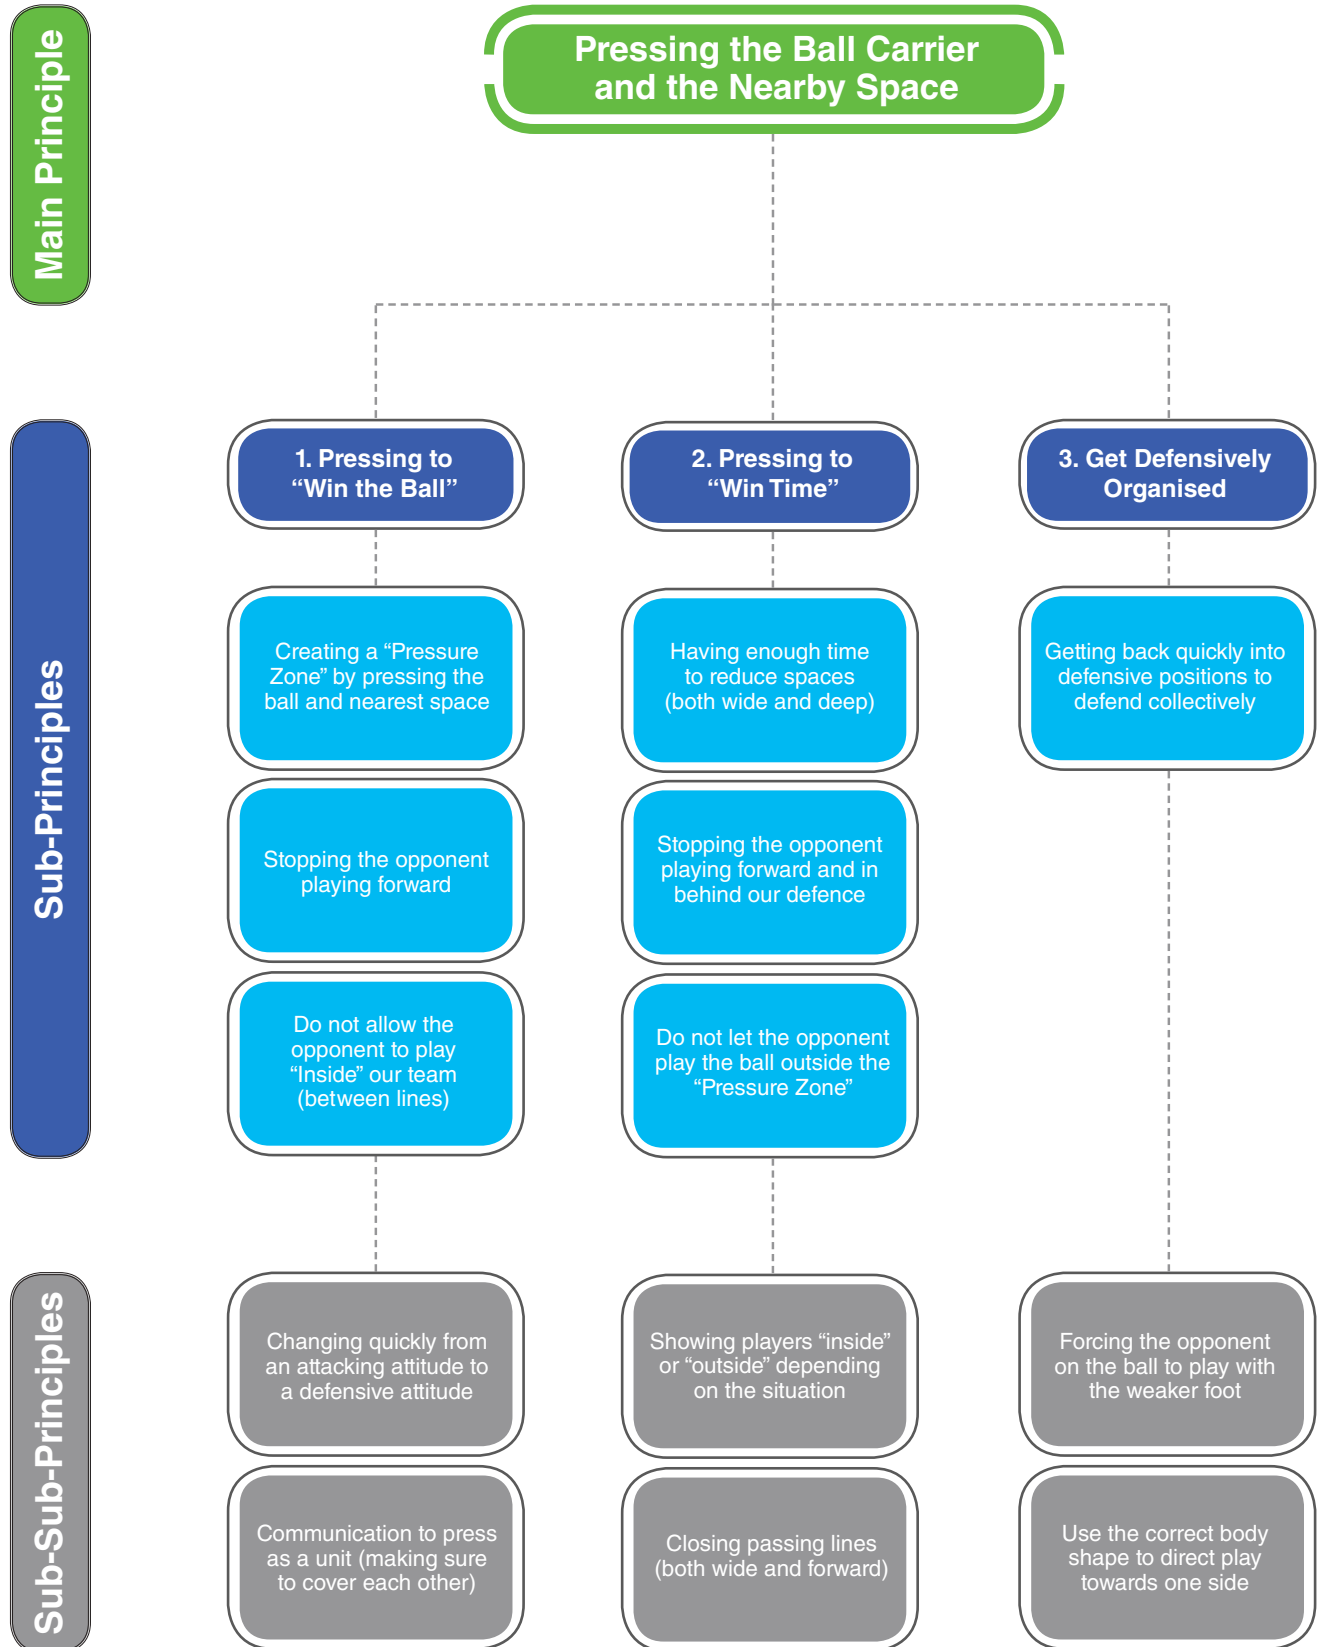 Main Principle
Pressing the Ball Carrier
and the Nearby Space
Sub-Principles
1. Pressing to
“Win the Ball”
Creating a “Pressure
Zone” by pressing the
ball and nearest space
Stopping the opponent
playing forward
Do not allow the
opponent to play
“Inside” our team
(between lines)
2. Pressing to
“Win Time”
Having enough time
to reduce spaces
(both wide and deep)
Stopping the opponent
playing forward and in
behind our defence
Do not let the opponent
play the ball outside the
“Pressure Zone”
3. Get Defensively
Organised
Getting back quickly into
defensive positions to
defend collectively
Sub-Sub-Principles
Changing quickly from
an attacking attitude to
a defensive attitude
Communication to press
as a unit (making sure
to cover each other)
Showing players “inside”
or “outside” depending
on the situation
Closing passing lines
(both wide and forward)
Forcing the opponent
on the ball to play with
the weaker foot
Use the correct body
shape to direct play
towards one side